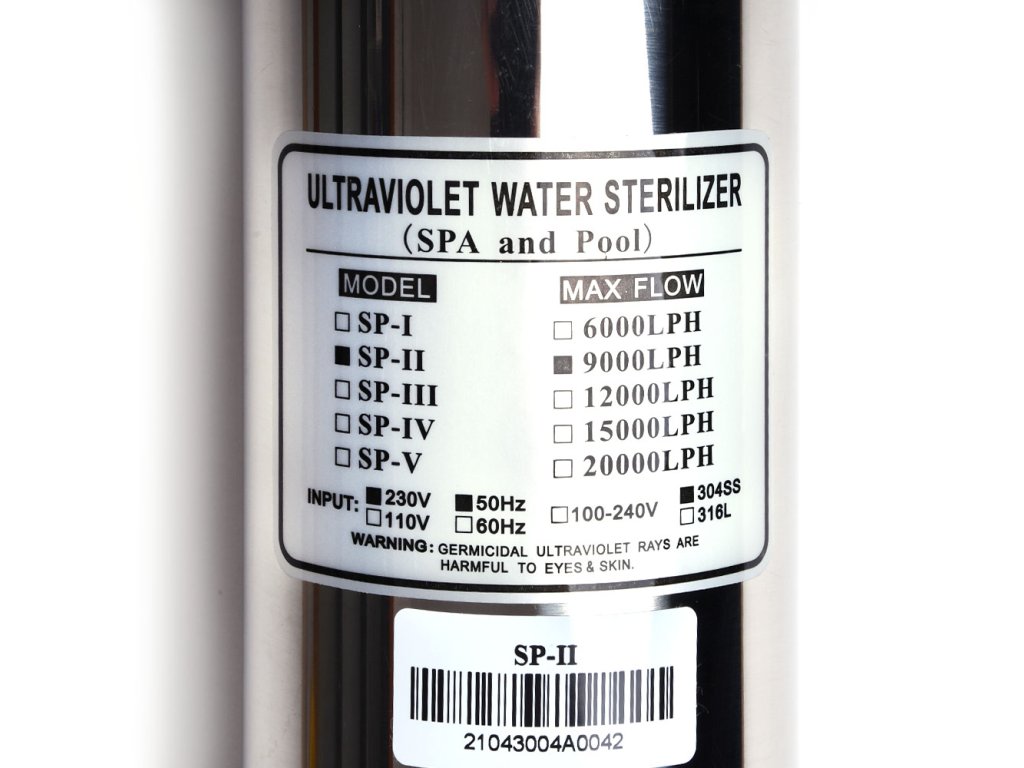 ULTRAVIOLET WATER STERILIZER
(SPA and Pool)
MODEL MAX FLOW
□ SP-I □ 6000LPH
■ SP-II ■ 9000LPH
□ SP-III □ 12000LPH
□ SP-IV □ 15000LPH
□ SP-V □ 20000LPH
INPUT: ■ 230V ■ 50Hz □ 100-240V ■ 304SS
□ 110V □ 60Hz □ 316L
WARNING: GERMICIDAL ULTRAVIOLET RAYS ARE
HARMFUL TO EYES & SKIN.
SP-II
21043004A0042